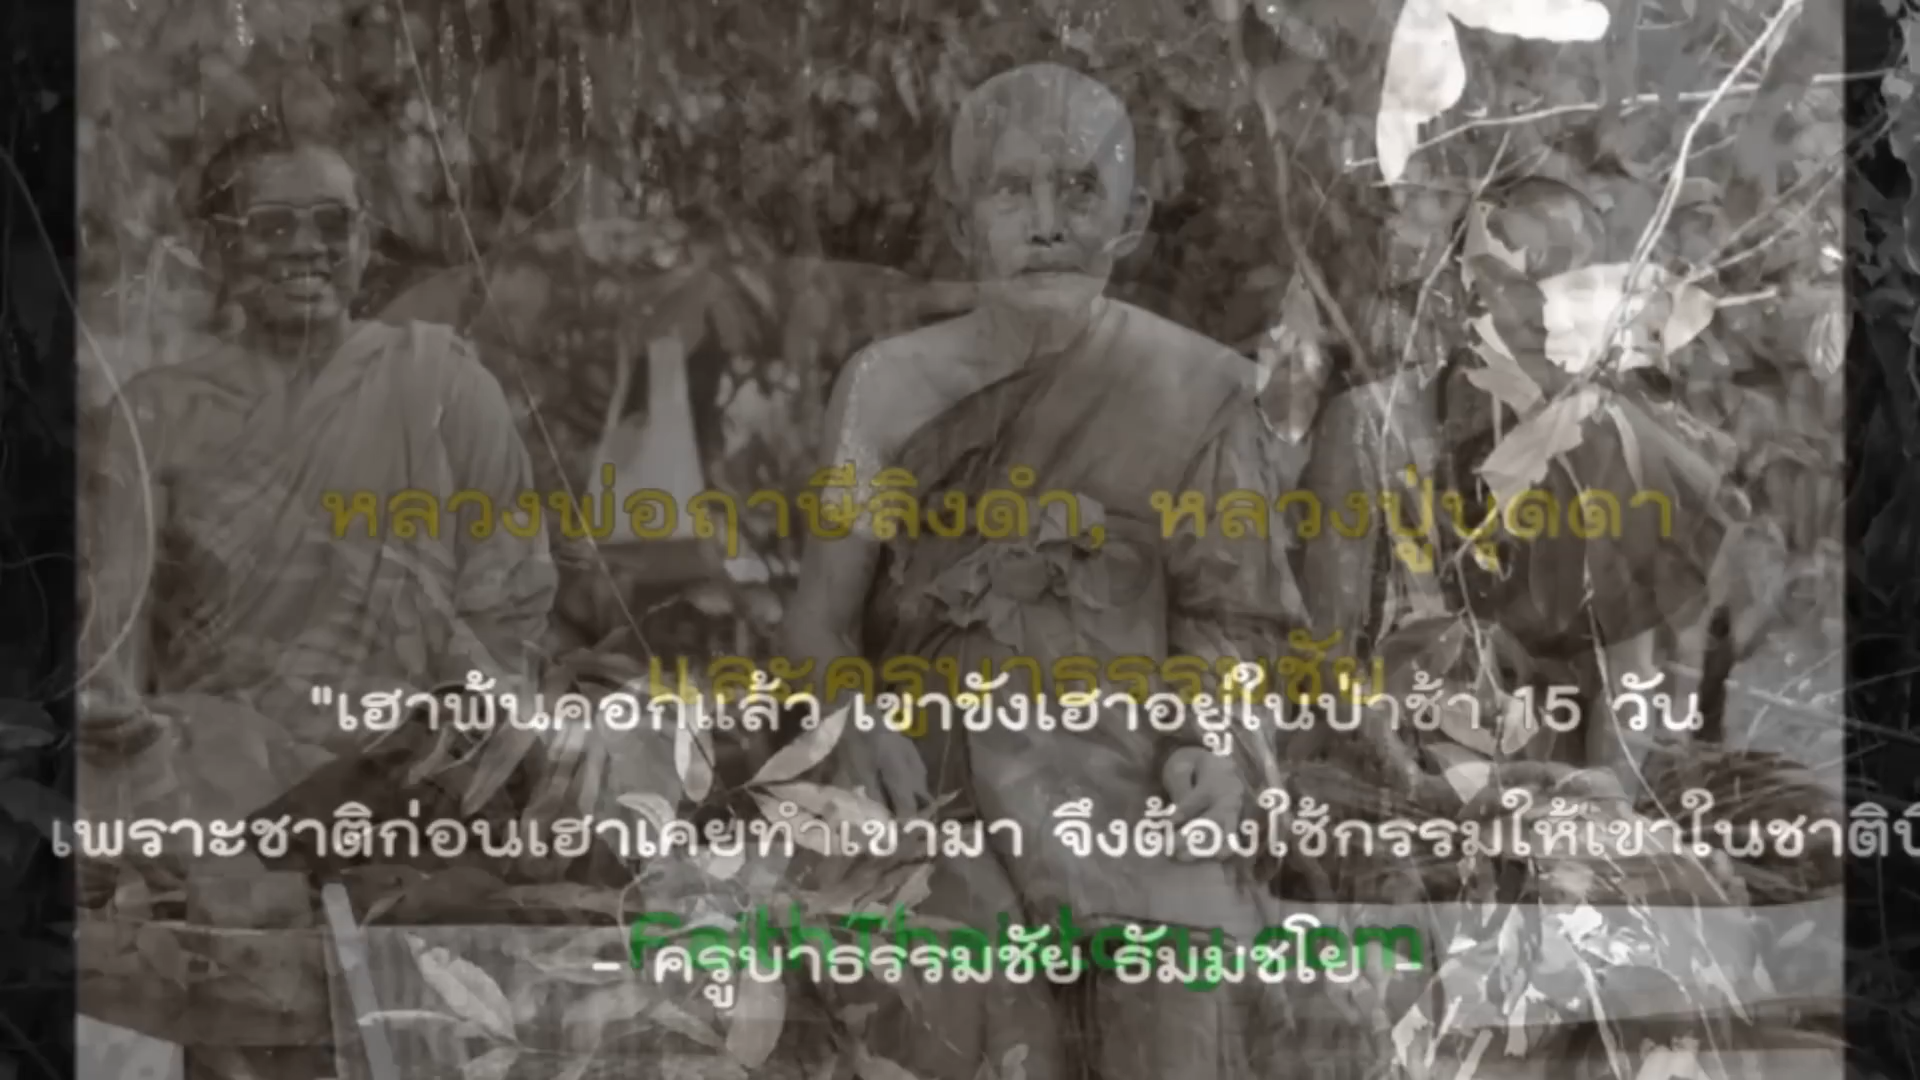 หลวงพ่อฤาษีลิงดำ, หลวงปู่บุดดา
และครูบาธรรมชัย
"เฮาพ้นคอกแล้ว เขาขังเฮาอยู่ในป่าช้า 15 วัน
เพราะชาติก่อนเฮาเคยทำเขามา จึงต้องใช้กรรมให้เขาในชาตินี
FaithThaistory.com
- ครูบาธรรมชัย ธัมมชโย -